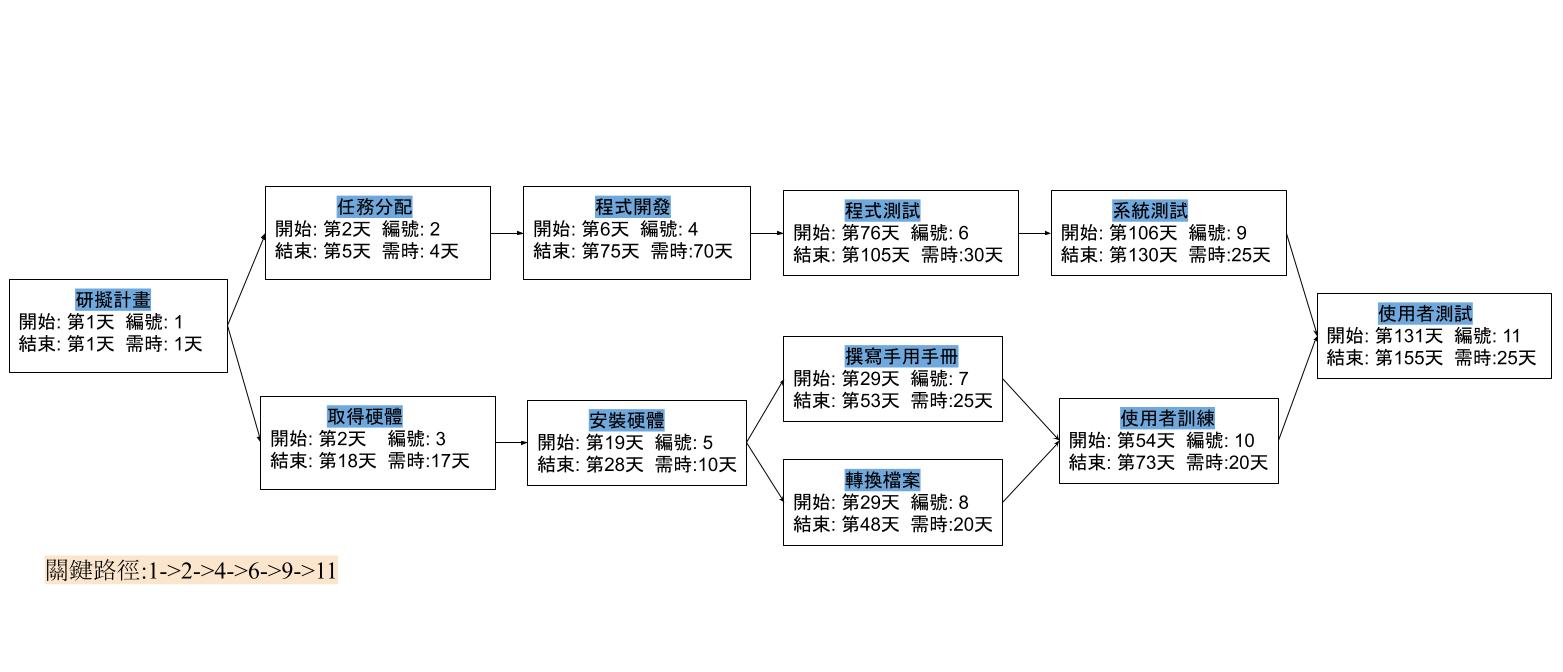 任務分配
開始: 第2天 編號: 2
結束: 第5天 需時: 4天
程式開發
開始: 第6天 編號: 4
結束: 第75天 需時:70天
程式測試
開始: 第76天 編號: 6
結束: 第105天 需時:30天
系統測試
開始: 第106天 編號: 9
結束: 第130天 需時:25天
研擬計畫
開始: 第1天 編號: 1
結束: 第1天 需時: 1天
使用者測試
開始: 第131天 編號: 11
結束: 第155天 需時:25天
撰寫手用手冊
開始: 第29天 編號: 7
結束: 第53天 需時:25天
取得硬體
開始: 第2天 編號: 3
結束: 第18天 需時:17天
安裝硬體
開始: 第19天 編號: 5
結束: 第28天 需時:10天
使用者訓練
開始: 第54天 編號: 10
結束: 第73天 需時:20天
轉換檔案
開始: 第29天 編號: 8
結束: 第48天 需時:20天
關鍵路徑:1->2->4->6->9->11